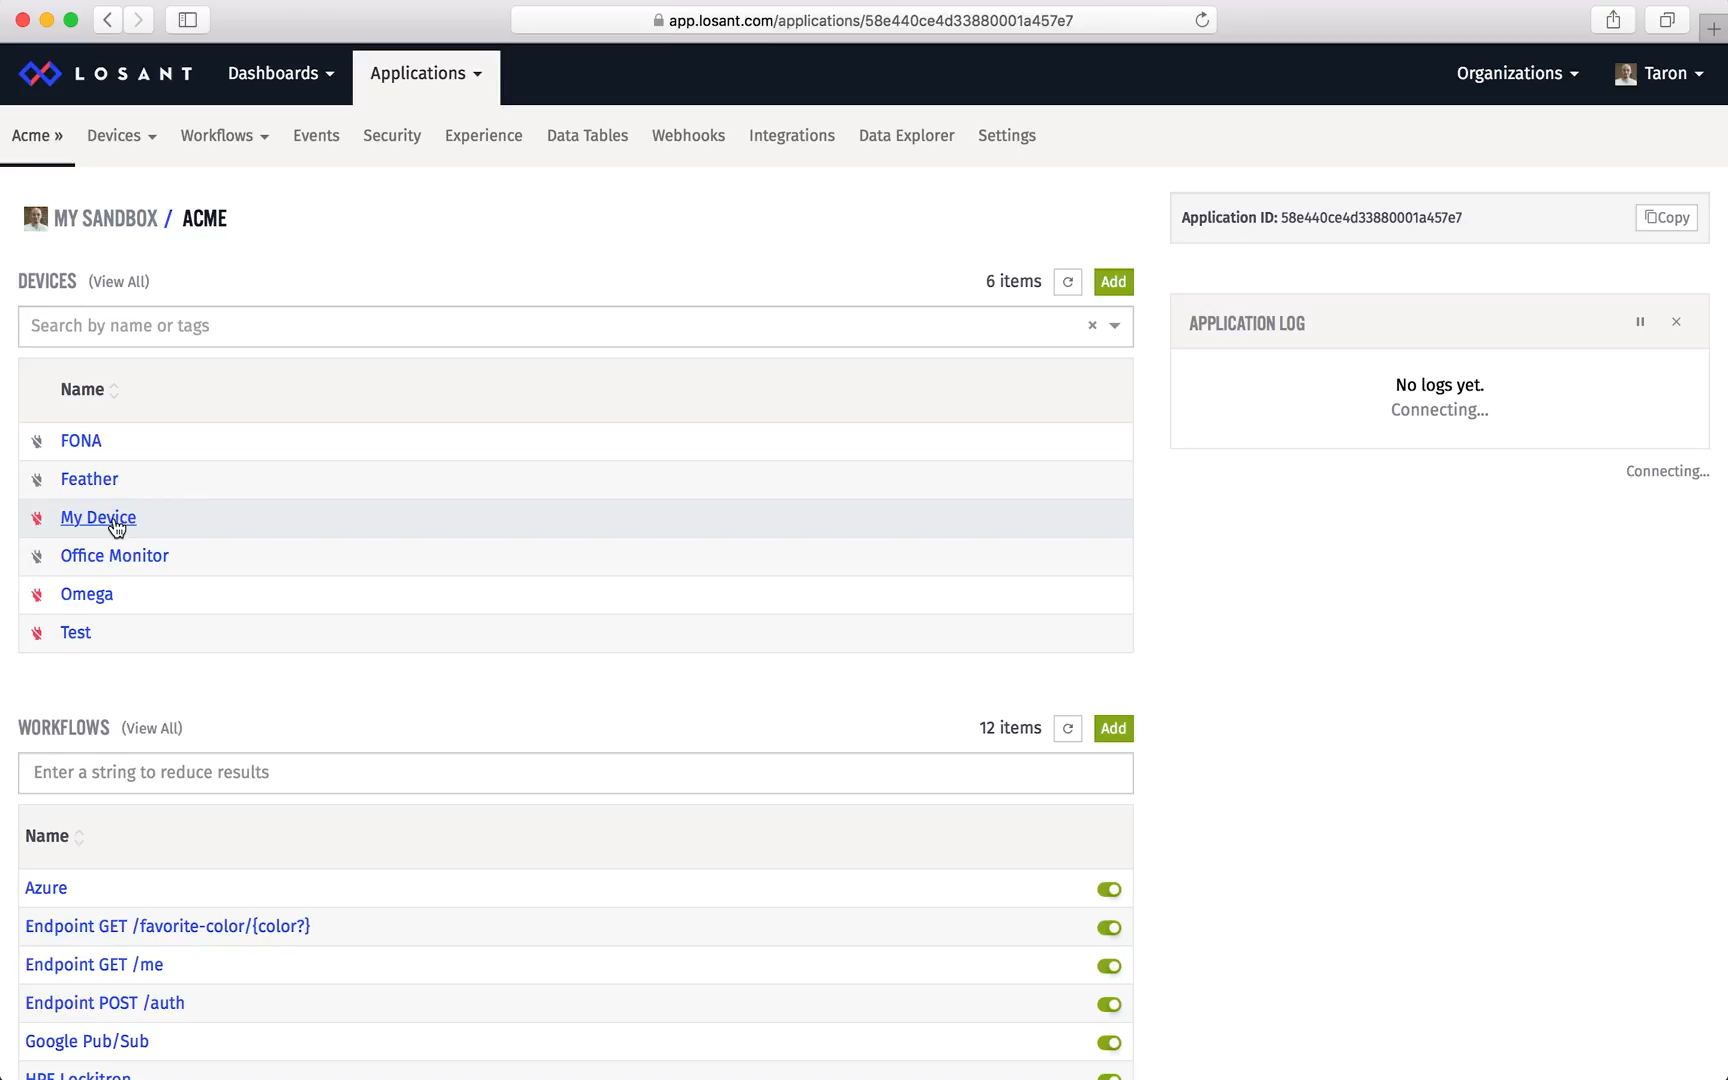 app.losant.com/applications/58e440ce4d33880001a457e7
LOSANT
Dashboards
Applications
Organizations
Taron
Acme »
Devices
Workflows
Events
Security
Experience
Data Tables
Webhooks
Integrations
Data Explorer
Settings
MY SANDBOX / ACME
Application ID: 58e440ce4d33880001a457e7
Copy
DEVICES (View All)
6 items
Add
Search by name or tags
Name
FONA
Feather
My Device
Office Monitor
Omega
Test
APPLICATION LOG
No logs yet.
Connecting...
Connecting...
WORKFLOWS (View All)
12 items
Add
Enter a string to reduce results
Name
Azure
Endpoint GET /favorite-color/{color?}
Endpoint GET /me
Endpoint POST /auth
Google Pub/Sub
HPE Lockitron